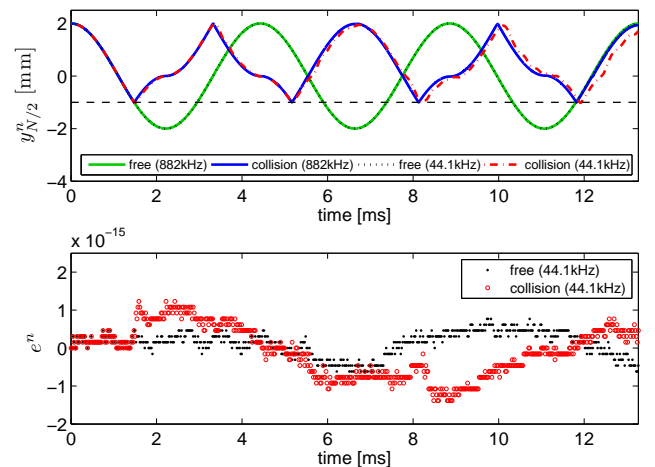 2
0
−2
−4
y^n_{N/2} [mm]
free (882kHz) collision (882kHz) free (44.1kHz) collision (44.1kHz)
0 2 4 6 8 10 12
time [ms]
x 10^{−15}
2
1
0
−1
−2
e^n
free (44.1kHz)
collision (44.1kHz)
0 2 4 6 8 10 12
time [ms]